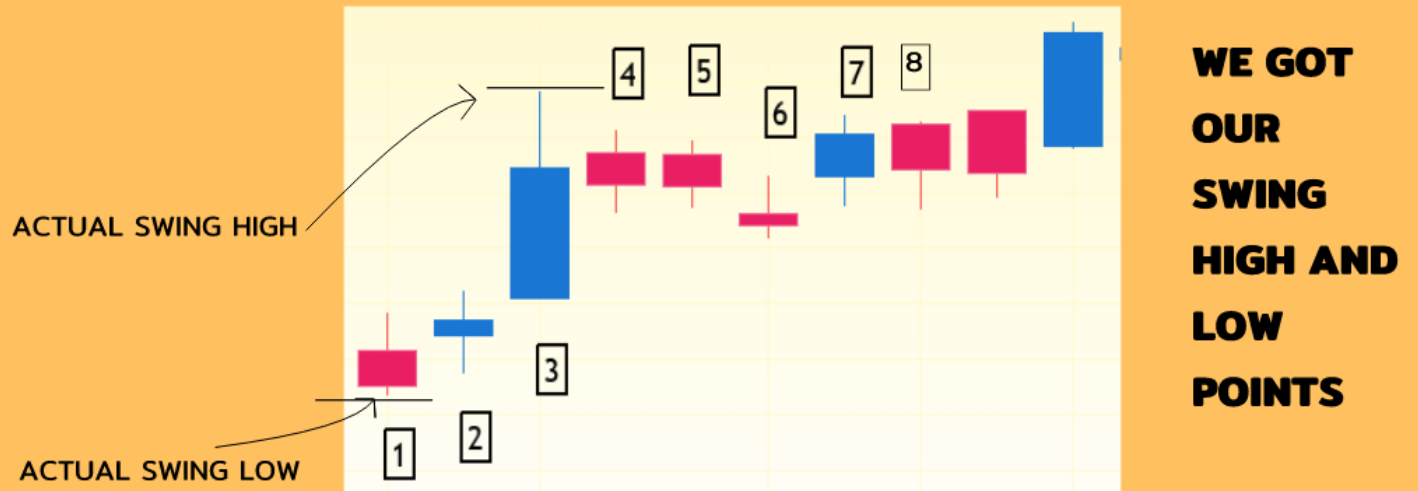 4
5
6
7
8
ACTUAL SWING HIGH
3
1
2
ACTUAL SWING LOW
WE GOT
OUR
SWING
HIGH AND
LOW
POINTS